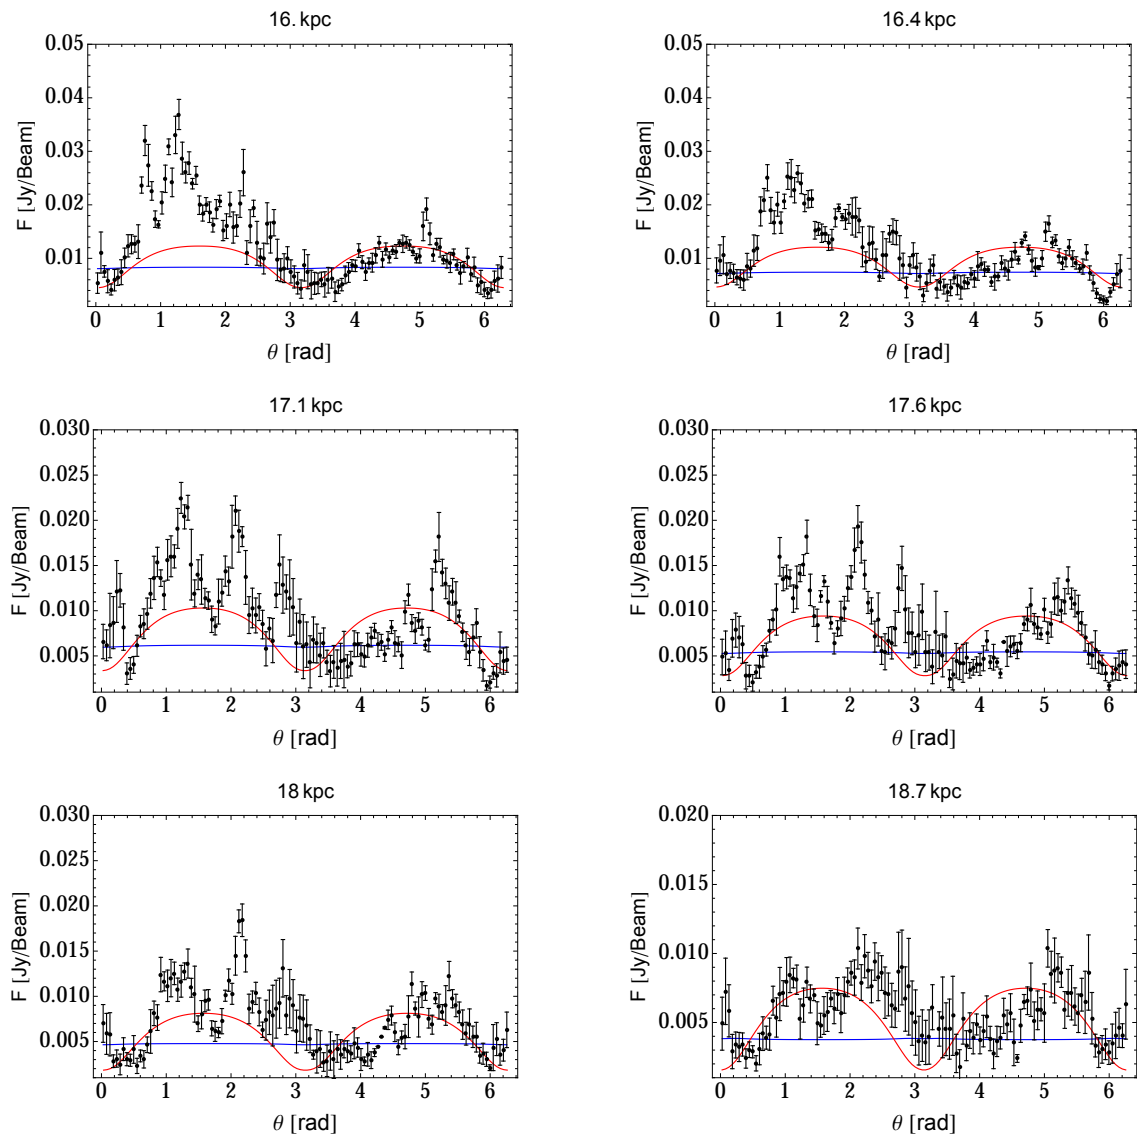 16. kpc
16.4 kpc
F [Jy/Beam]
0.05
0.04
0.03
0.02
0.01
0 1 2 3 4 5 6
θ [rad]
F [Jy/Beam]
0.05
0.04
0.03
0.02
0.01
0 1 2 3 4 5 6
θ [rad]
17.1 kpc
17.6 kpc
F [Jy/Beam]
0.030
0.025
0.020
0.015
0.010
0.005
0 1 2 3 4 5 6
θ [rad]
F [Jy/Beam]
0.030
0.025
0.020
0.015
0.010
0.005
0 1 2 3 4 5 6
θ [rad]
18 kpc
18.7 kpc
F [Jy/Beam]
0.030
0.025
0.020
0.015
0.010
0.005
0 1 2 3 4 5 6
θ [rad]
F [Jy/Beam]
0.020
0.015
0.010
0.005
0 1 2 3 4 5 6
θ [rad]